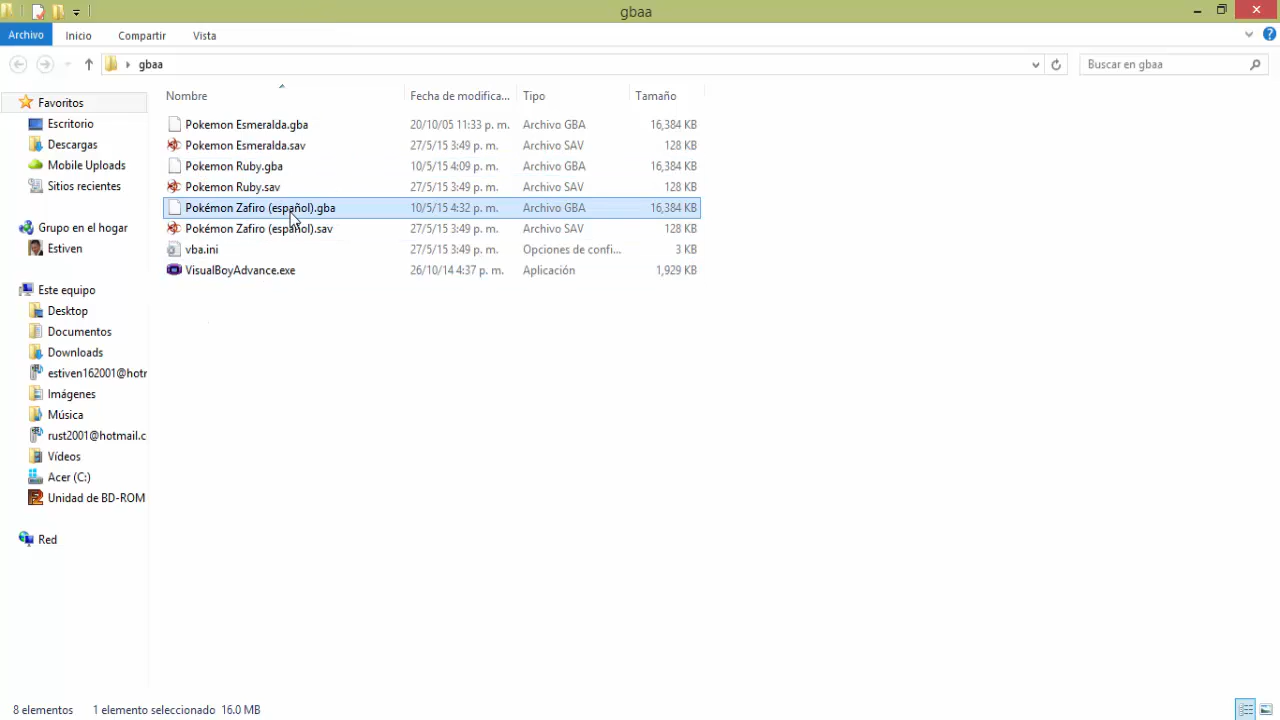 gbaa
Archivo Inicio Compartir Vista
gbaa Buscar en gbaa
Nombre Fecha de modifica... Tipo Tamaño
Pokemon Esmeralda.gba 20/10/05 11:33 p. m. Archivo GBA 16,384 KB
Pokemon Esmeralda.sav 27/5/15 3:49 p. m. Archivo SAV 128 KB
Pokemon Ruby.gba 10/5/15 4:09 p. m. Archivo GBA 16,384 KB
Pokemon Ruby.sav 27/5/15 3:49 p. m. Archivo SAV 128 KB
Pokémon Zafiro (español).gba 10/5/15 4:32 p. m. Archivo GBA 16,384 KB
Pokémon Zafiro (español).sav 27/5/15 3:49 p. m. Archivo SAV 128 KB
vba.ini 27/5/15 3:49 p. m. Opciones de confi... 3 KB
VisualBoyAdvance.exe 26/10/14 4:37 p. m. Aplicación 1,929 KB
Favoritos
Escritorio
Descargas
Mobile Uploads
Sitios recientes
Grupo en el hogar
Estiven
Este equipo
Desktop
Documentos
Downloads
estiven162001@hotr
Imágenes
Música
rust2001@hotmail.c
Vídeos
Acer (C:)
Unidad de BD-ROM
Red
8 elementos 1 elemento seleccionado 16.0 MB